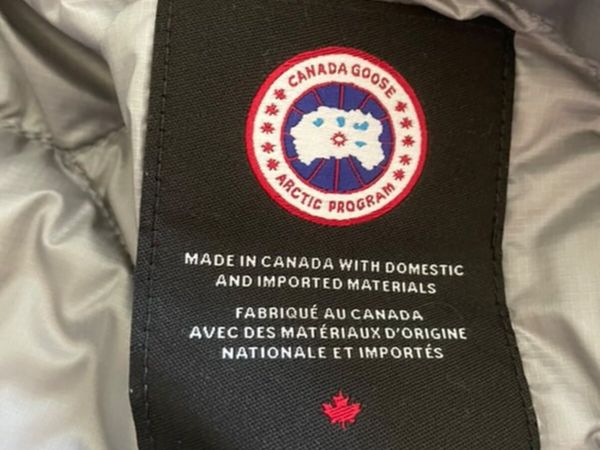 CANADA GOOSE
ARCTIC PROGRAM
MADE IN CANADA WITH DOMESTIC
AND IMPORTED MATERIALS
FABRIQUÉ AU CANADA
AVEC DES MATÉRIAUX D'ORIGINE
NATIONALE ET IMPORTÉS